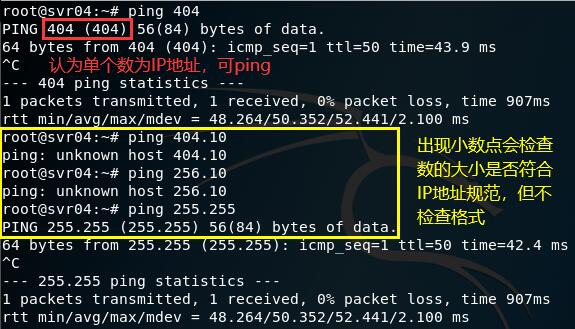 root@svr04:~# ping 404
PING 404 (404) 56(84) bytes of data.
64 bytes from 404 (404): icmp_seq=1 ttl=50 time=43.9 ms
^C 认为单个数为IP地址，可ping
--- 404 ping statistics ---
1 packets transmitted, 1 received, 0% packet loss, time 907ms
rtt min/avg/max/mdev = 48.264/50.352/52.441/2.100 ms
root@svr04:~# ping 404.10
ping: unknown host 404.10
root@svr04:~# ping 256.10
ping: unknown host 256.10
root@svr04:~# ping 255.255
PING 255.255 (255.255) 56(84) bytes of data.
出现小数点会检查
数的大小是否符合
IP地址规范，但不
检查格式
64 bytes from 255.255 (255.255): icmp_seq=1 ttl=50 time=42.4 ms
^C
--- 255.255 ping statistics ---
1 packets transmitted, 1 received, 0% packet loss, time 907ms
rtt min/avg/max/mdev = 48.264/50.352/52.441/2.100 ms